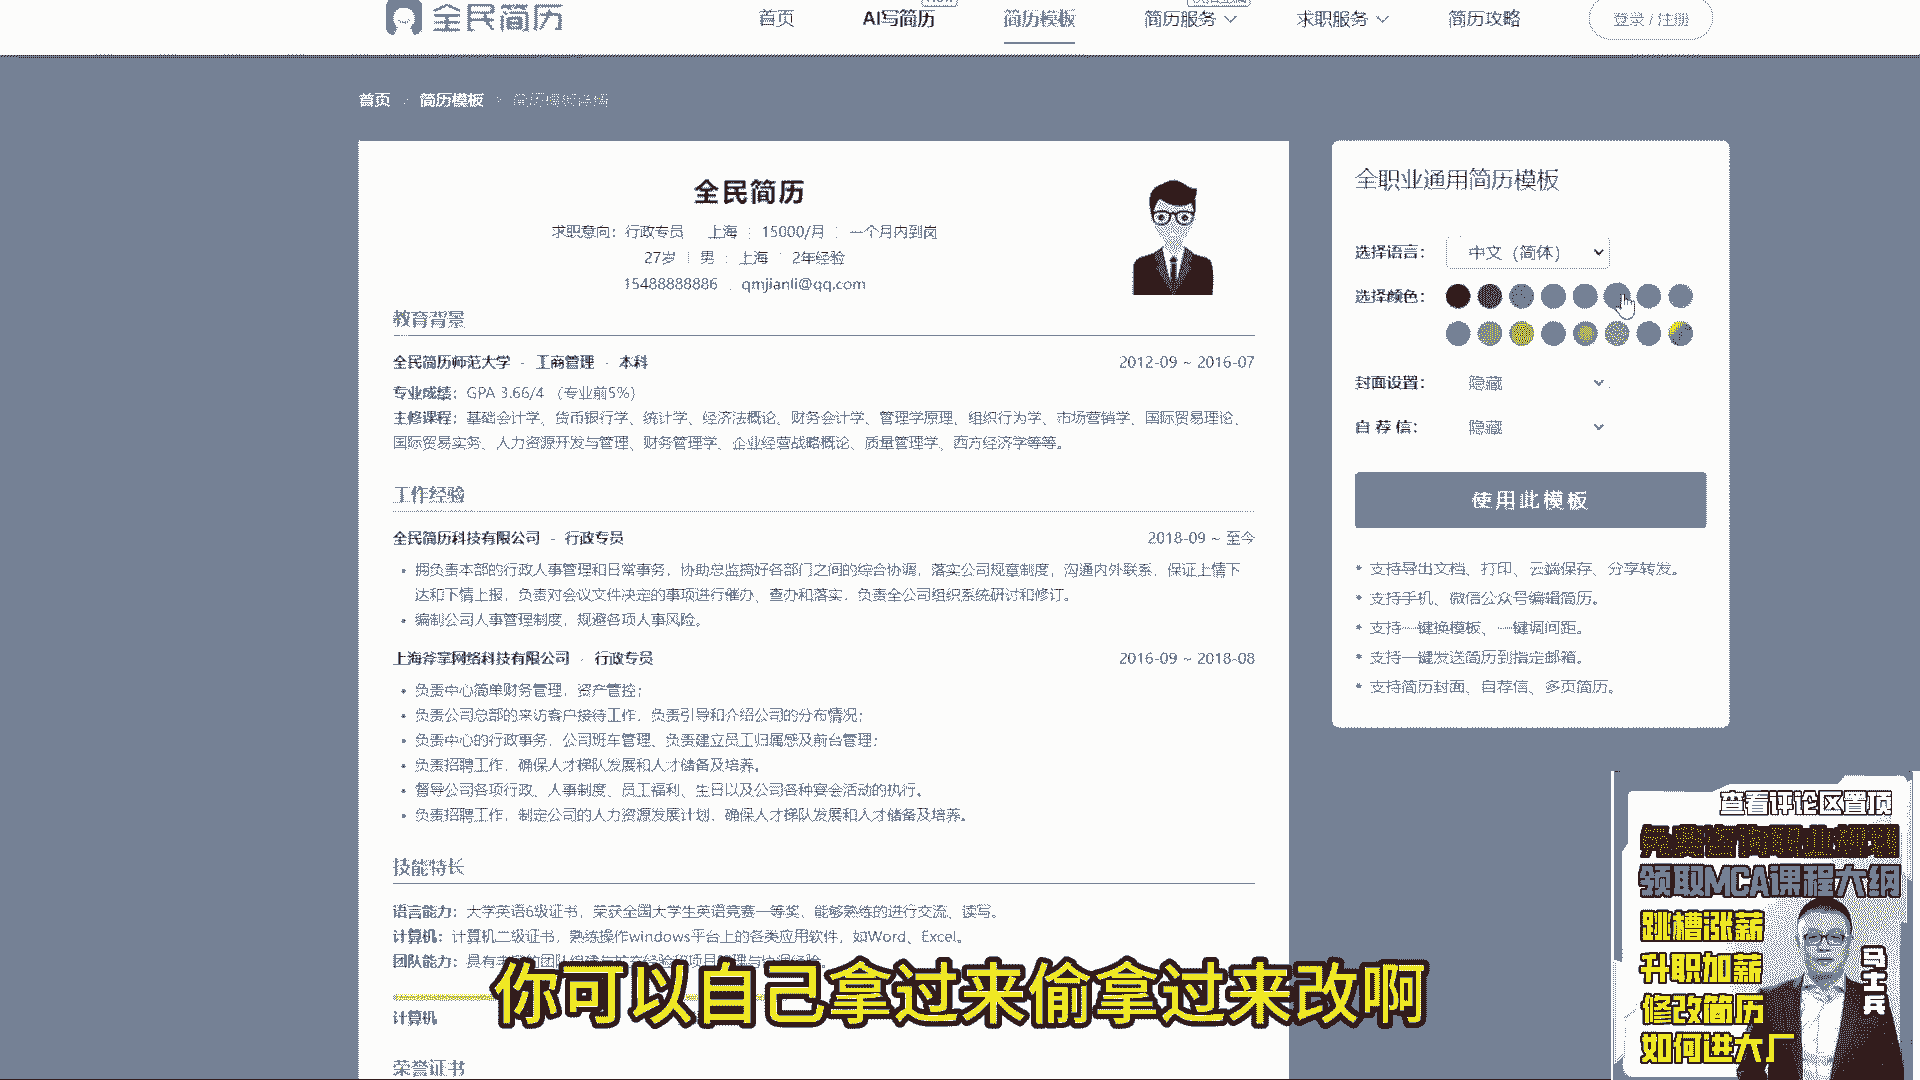 全民简历
首页 AI写简历 简历模板 简历服务 求职服务 简历攻略 登录 / 注册
首页 简历模板 简历模板详情
全民简历
求职意向：行政专员 上海 15000/月 一个月内到岗
27岁 男 上海 2年经验
15488888886 qmjianli@qq.com
教育背景
全民简历师范大学 - 工商管理 - 本科 2012-09 ~ 2016-07
专业成绩：GPA 3.66/4 （专业前5%）
主修课程：基础会计学、货币银行学、统计学、经济法概论、财务会计学、管理学原理、组织行为学、市场营销学、国际贸易理论、
国际贸易实务、人力资源开发与管理、财务管理学、企业经营战略概论、质量管理学、西方经济学等等。
工作经验
全民简历科技有限公司 - 行政专员 2018-09 ~ 至今
• 拥负责本部的行政人事管理和日常事务，协助总监搞好各部门之间的综合协调，落实公司规章制度，沟通内外联系，保证上情下
达和下情上报，负责对会议文件决定的事项进行催办、查办和落实，负责全公司组织系统研讨和修订。
• 编制公司人事管理制度，规避各项人事风险。
上海斧掌网络科技有限公司 - 行政专员 2016-09 ~ 2018-08
• 负责中心简单财务管理，资产管控；
• 负责公司总部的来访客户接待工作，负责引导和介绍公司的分布情况；
• 负责中心的行政事务，公司班车管理、负责建立员工归属感及前台管理；
• 负责招聘工作，确保人才梯队发展和人才储备及培养。
• 督导公司各项行政、人事制度、员工福利、生日以及公司各种宴会活动的执行。
• 负责招聘工作，制定公司的人力资源发展计划，确保人才梯队发展和人才储备及培养。
技能特长
语言能力：大学英语6级证书，荣获全国大学生英语竞赛一等奖，能够熟练的进行交流、读写。
计算机：计算机二级证书，熟练操作windows平台上的各类应用软件，如Word、Excel。
团队能力：具有
计算机
荣誉证书
全职业通用简历模板
选择语言： 中文（简体）
选择颜色：
封面设置： 隐藏
自 荐 信： 隐藏
使用此模板
• 支持导出文档、打印、云端保存、分享转发。
• 支持手机、微信公众号编辑简历。
• 支持一键换模板、一键调间距。
• 支持一键发送简历到指定邮箱。
• 支持简历封面、自荐信、多页简历。
你可以自己拿过来偷拿过来改啊
查看评论区置顶
免费咨询职业规划
领取MCA课程大纲
跳槽涨薪
升职加薪
修改简历
如何进大厂
马士兵